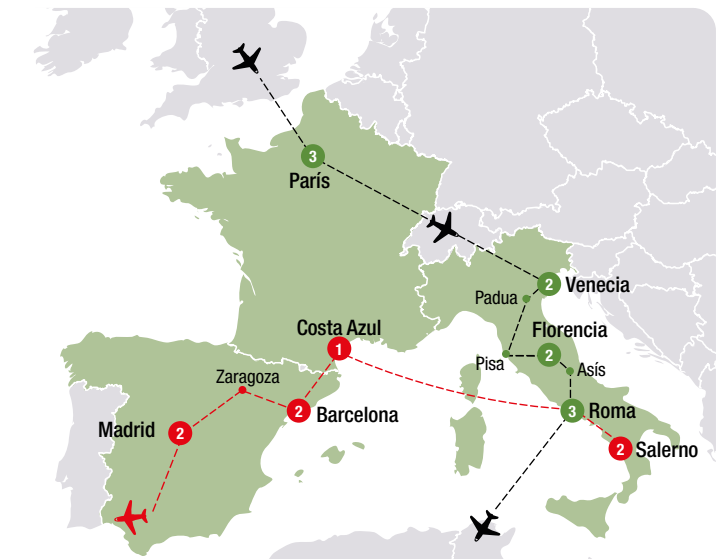 3
París
2
Venecia
Padua
Florencia
2
Pisa
Asís
Costa Azul
1
Zaragoza
2
Barcelona
Madrid
2
3
Roma
2
Salerno